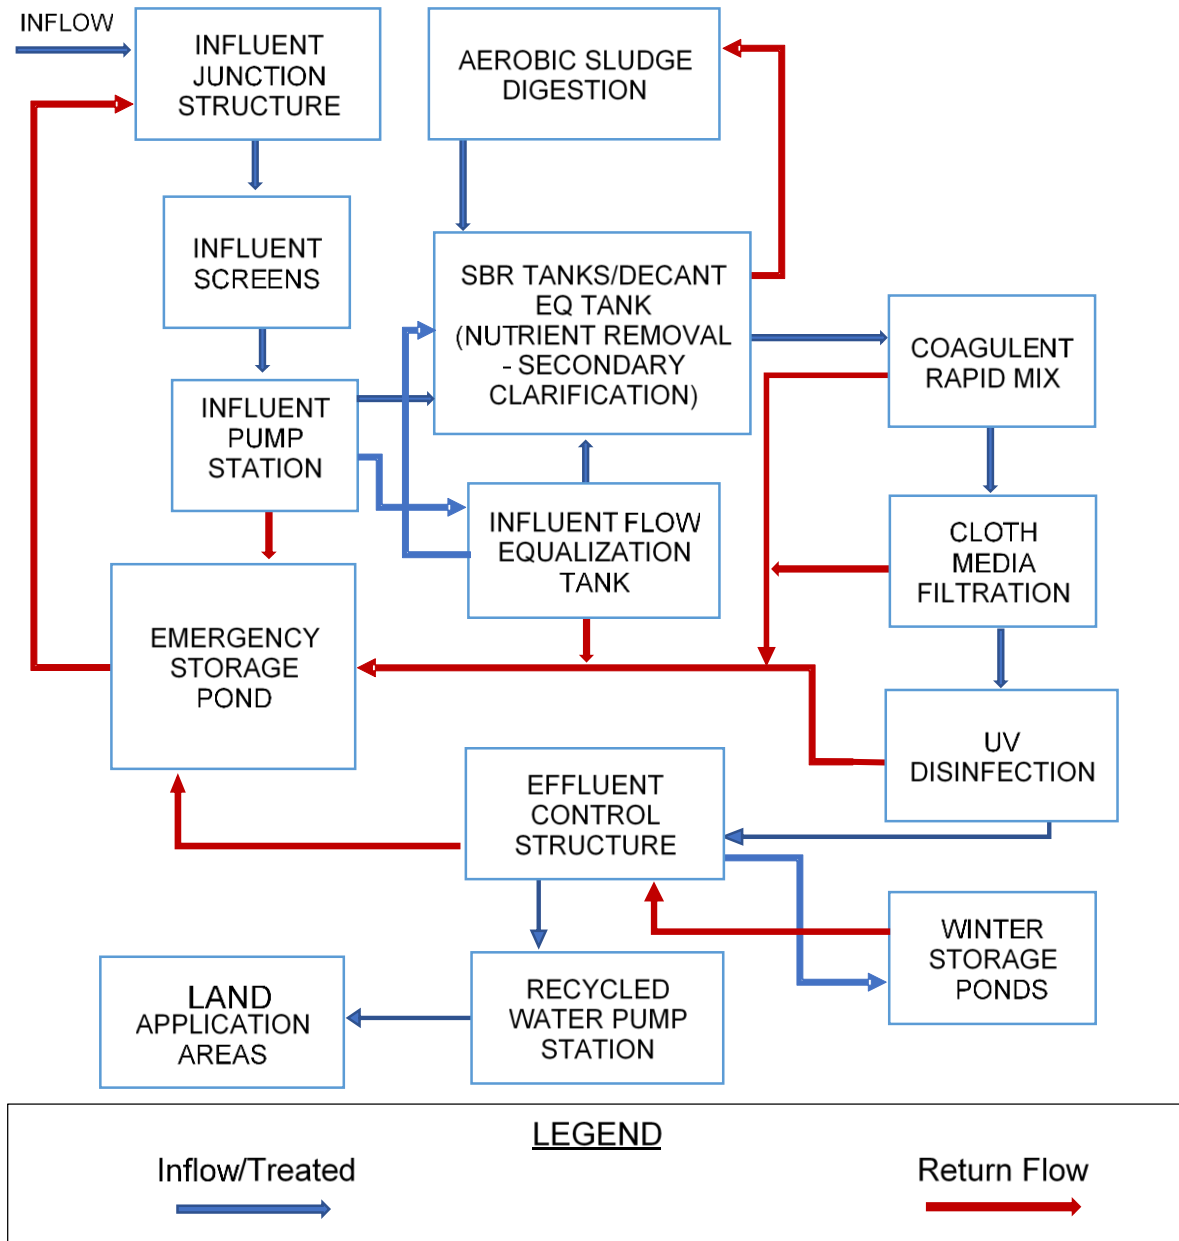 INFLOW
INFLUENT
JUNCTION
STRUCTURE
AEROBIC SLUDGE
DIGESTION
INFLUENT
SCREENS
SBR TANKS/DECANT
EQ TANK
(NUTRIENT REMOVAL
- SECONDARY
CLARIFICATION)
COAGULENT
RAPID MIX
INFLUENT
PUMP
STATION
INFLUENT FLOW
EQUALIZATION
TANK
CLOTH
MEDIA
FILTRATION
EMERGENCY
STORAGE
POND
UV
DISINFECTION
EFFLUENT
CONTROL
STRUCTURE
WINTER
STORAGE
PONDS
LAND
APPLICATION
AREAS
RECYCLED
WATER PUMP
STATION
LEGEND
Inflow/Treated
Return Flow